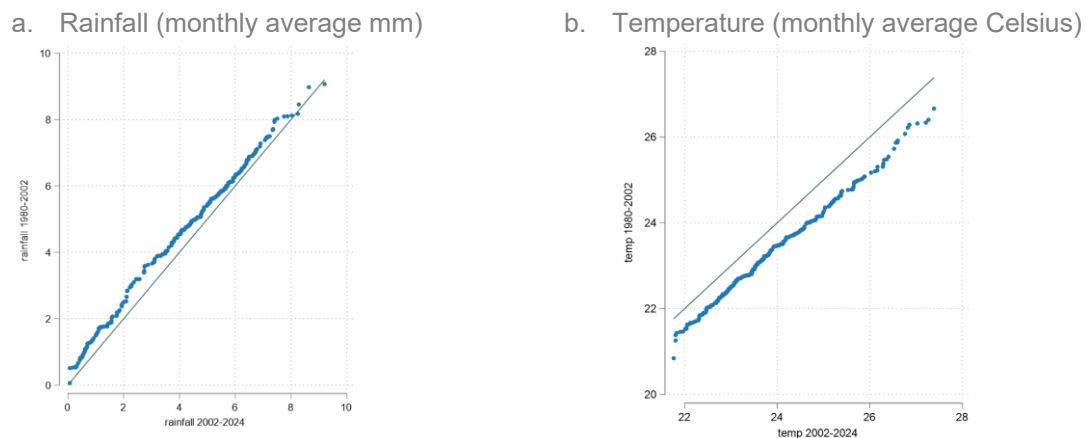 a. Rainfall (monthly average mm)
10
8
6
4
2
0
rainfall 1980-2002
0 2 4 6 8 10
rainfall 2002-2024
b. Temperature (monthly average Celsius)
28
26
24
22
20
temp 1980-2002
22 24 26 28
temp 2002-2024